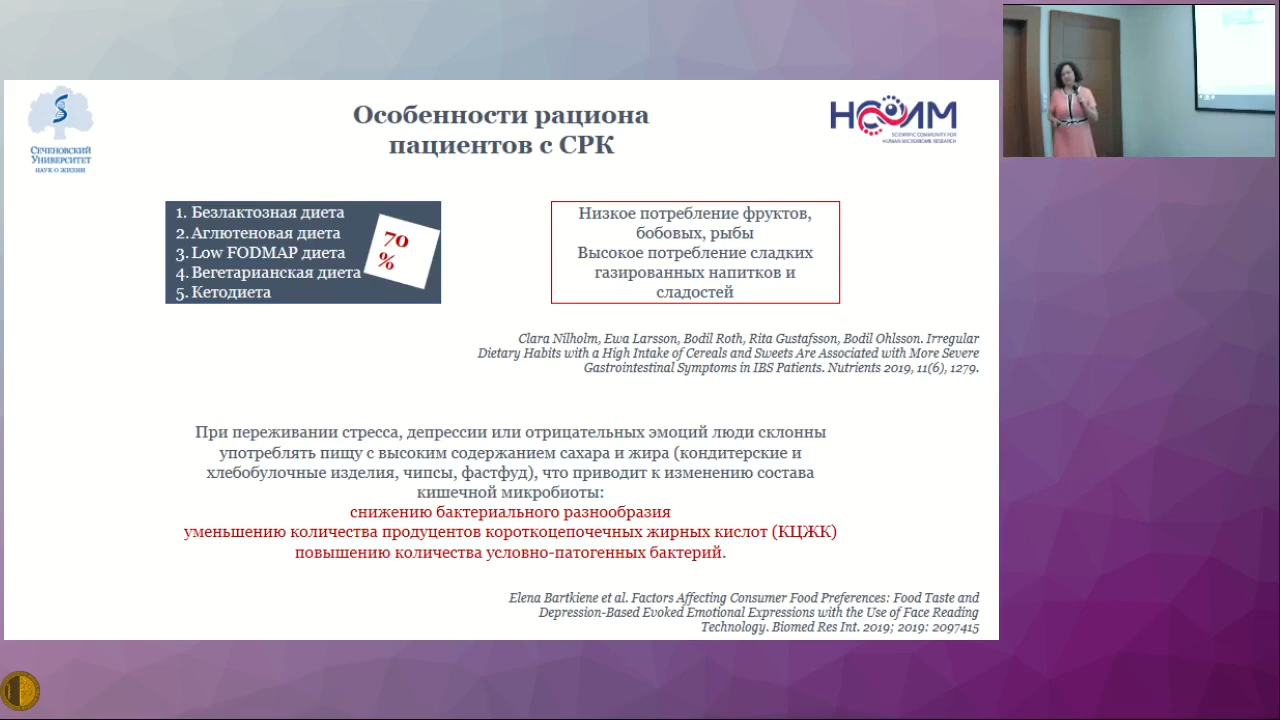 Сеченовский
Университет
наук о жизни
Особенности рациона
пациентов с СРК
НСОИМ
SCIENTIFIC COMMUNITY FOR
HUMAN MICROBIOME RESEARCH
1. Безлактозная диета
2. Аглютеновая диета
3. Low FODMAP диета
4. Вегетарианская диета
5. Кетодиета
70
%
Низкое потребление фруктов,
бобовых, рыбы
Высокое потребление сладких
газированных напитков и
сладостей
Clara Nilholm, Ewa Larsson, Bodil Roth, Rita Gustafsson, Bodil Ohlsson. Irregular
Dietary Habits with a High Intake of Cereals and Sweets Are Associated with More Severe
Gastrointestinal Symptoms in IBS Patients. Nutrients 2019, 11(6), 1279.
При переживании стресса, депрессии или отрицательных эмоций люди склонны
употреблять пищу с высоким содержанием сахара и жира (кондитерские и
хлебобулочные изделия, чипсы, фастфуд), что приводит к изменению состава
кишечной микробиоты:
снижению бактериального разнообразия
уменьшению количества продуцентов короткоцепочечных жирных кислот (КЦЖК)
повышению количества условно-патогенных бактерий.
Elena Bartkiene et al. Factors Affecting Consumer Food Preferences: Food Taste and
Depression-Based Evoked Emotional Expressions with the Use of Face Reading
Technology. Biomed Res Int. 2019; 2019: 2097415